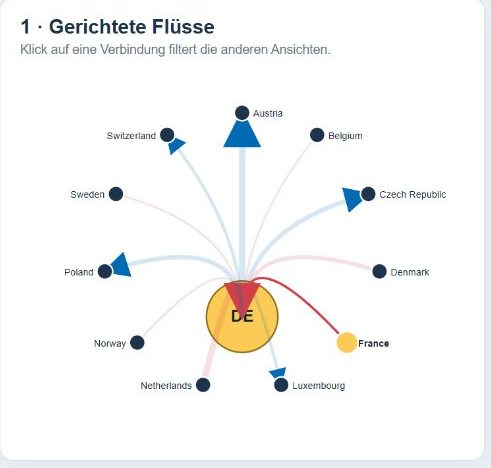 1 · Gerichtete Flüsse
Klick auf eine Verbindung filtert die anderen Ansichten.
Austria
Switzerland
Belgium
Sweden
Czech Republic
Poland
Denmark
DE
Norway
France
Netherlands
Luxembourg